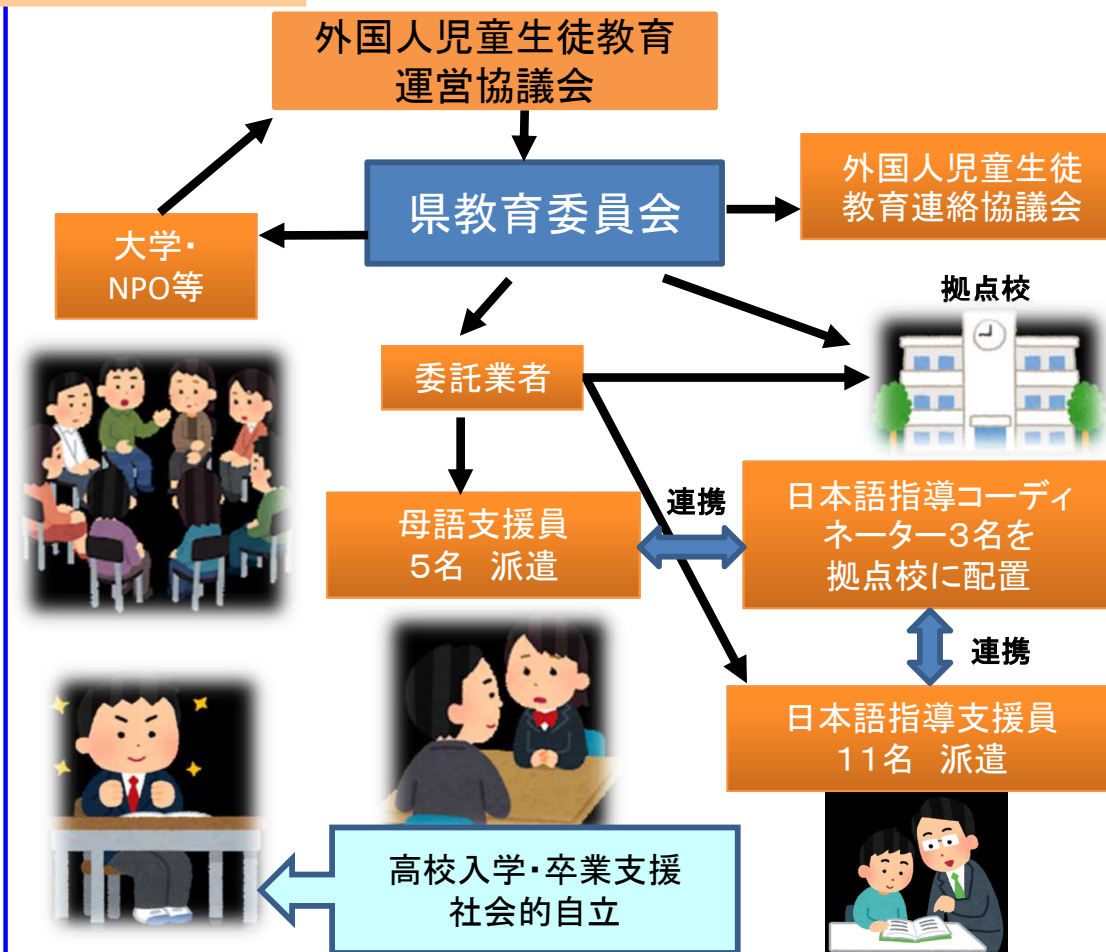 外国人児童生徒教育
運営協議会
県教育委員会
外国人児童生徒
教育連絡協議会
大学・
NPO等
拠点校
委託業者
母語支援員
5名 派遣
連携
日本語指導コーディ
ネーター3名を
拠点校に配置
連携
日本語指導支援員
11名 派遣
高校入学・卒業支援
社会的自立